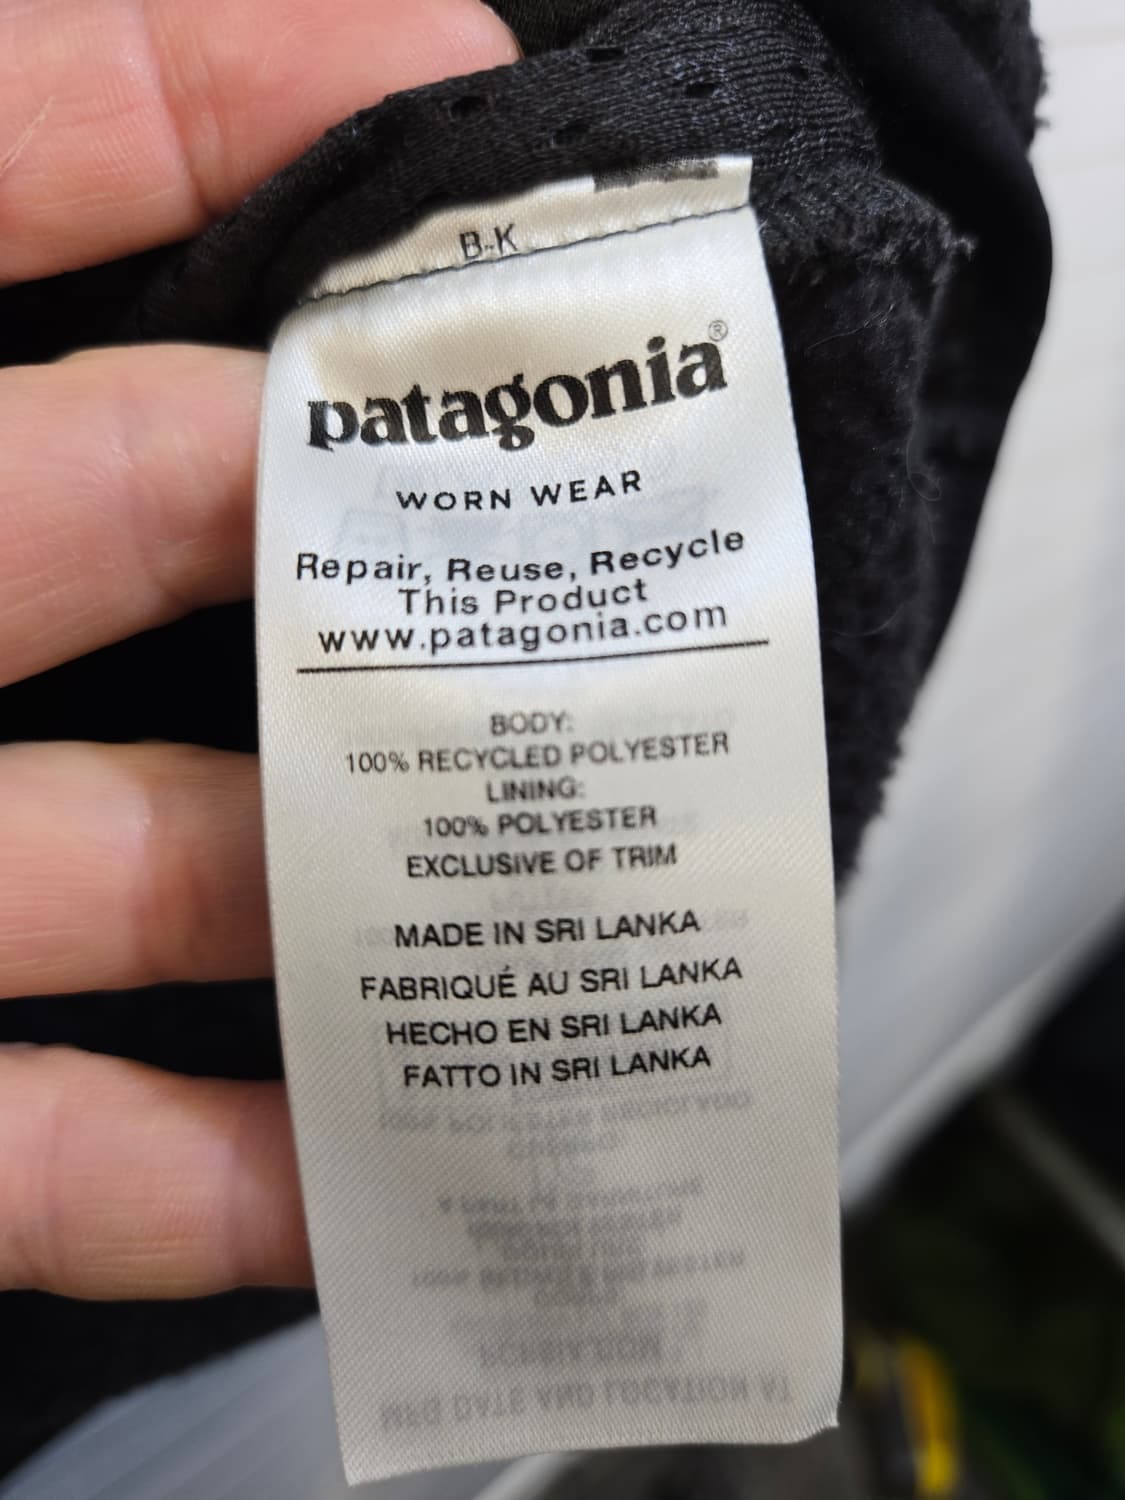 B-K
patagonia®
WORN WEAR
Repair, Reuse, Recycle
This Product
www.patagonia.com
BODY:
100% RECYCLED POLYESTER
LINING:
100% POLYESTER
EXCLUSIVE OF TRIM
MADE IN SRI LANKA
FABRIQUÉ AU SRI LANKA
HECHO EN SRI LANKA
FATTO IN SRI LANKA